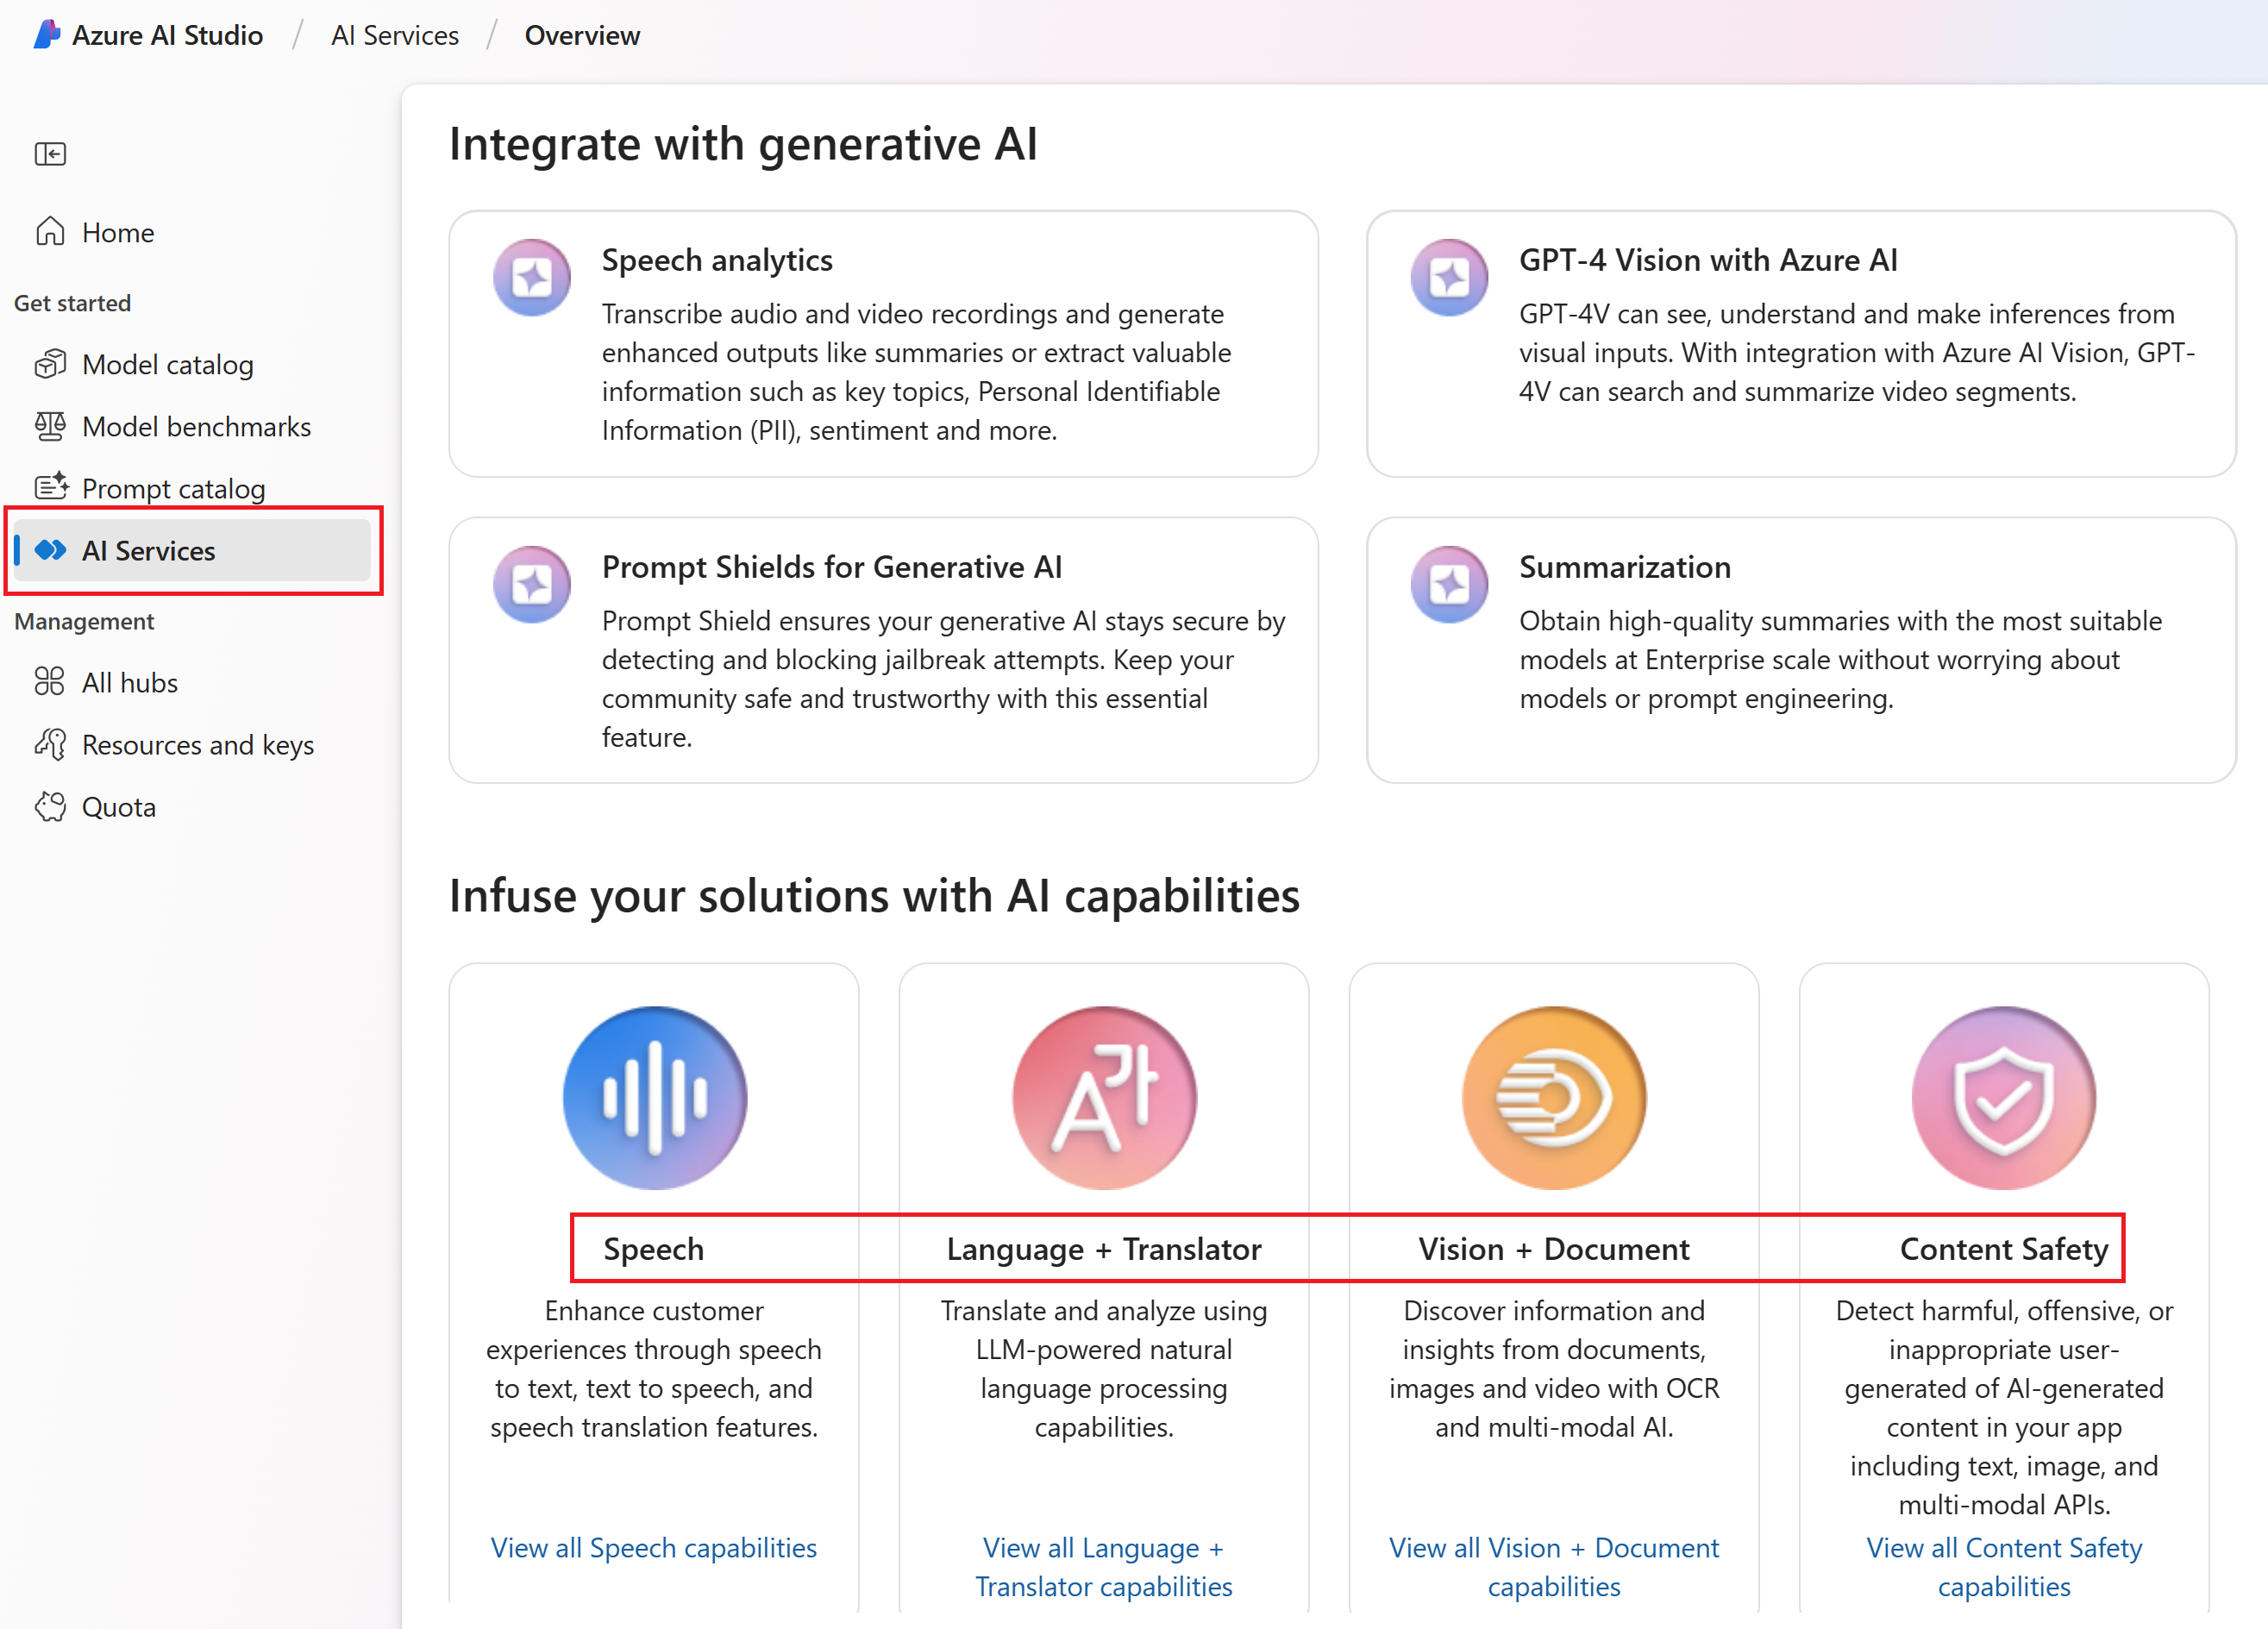 Azure AI Studio / AI Services / Overview
Home
Get started
Model catalog
Model benchmarks
Prompt catalog
AI Services
Management
All hubs
Resources and keys
Quota
Integrate with generative AI
Speech analytics
Transcribe audio and video recordings and generate
enhanced outputs like summaries or extract valuable
information such as key topics, Personal Identifiable
Information (PII), sentiment and more.
GPT-4 Vision with Azure AI
GPT-4V can see, understand and make inferences from
visual inputs. With integration with Azure AI Vision, GPT-
4V can search and summarize video segments.
Prompt Shields for Generative AI
Prompt Shield ensures your generative AI stays secure by
detecting and blocking jailbreak attempts. Keep your
community safe and trustworthy with this essential
feature.
Summarization
Obtain high-quality summaries with the most suitable
models at Enterprise scale without worrying about
models or prompt engineering.
Infuse your solutions with AI capabilities
Speech
Enhance customer
experiences through speech
to text, text to speech, and
speech translation features.
View all Speech capabilities
A가
Language + Translator
Translate and analyze using
LLM-powered natural
language processing
capabilities.
View all Language +
Translator capabilities
Vision + Document
Discover information and
insights from documents,
images and video with OCR
and multi-modal AI.
View all Vision + Document
capabilities
Content Safety
Detect harmful, offensive, or
inappropriate user-
generated of AI-generated
content in your app
including text, image, and
multi-modal APIs.
View all Content Safety
capabilities